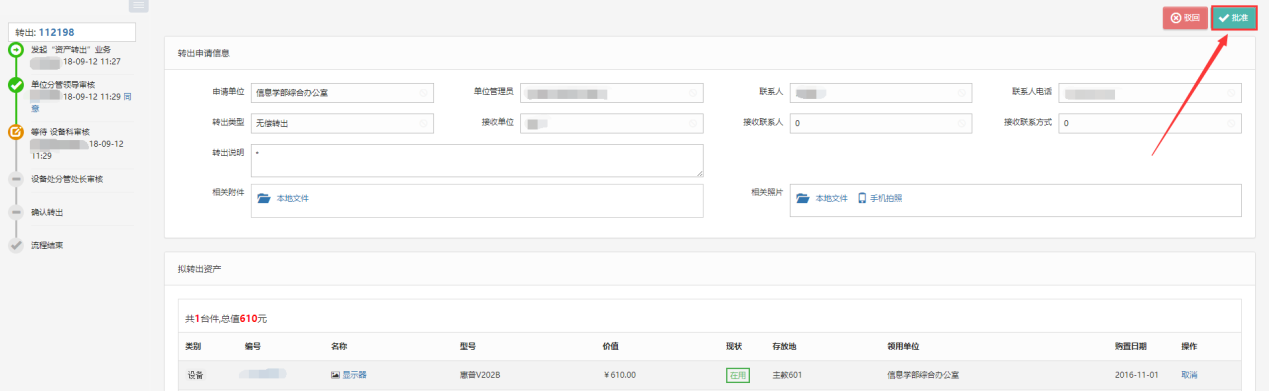 驳回 批准
转出: 112198
发起“资产转出”业务
18-09-12 11:27
单位分管领导审核
18-09-12 11:29 同意
等待 设备科审核
18-09-12
11:29
设备处分管处长审核
确认转出
流程结束
转出申请信息
申请单位 信息学部综合办公室 单位管理员 联系人 联系人电话
转出类型 无偿转出 接收单位 接收联系人 0 接收联系方式 0
转出说明 *
相关附件 本地文件 相关照片 本地文件 手机拍照
拟转出资产
共1台件,总值610元
类别 编号 名称 型号 价值 现状 存放地 领用单位 购置日期 操作
设备 显示器 惠普V202B ￥610.00 在用 主教601 信息学部综合办公室 2016-11-01 取消